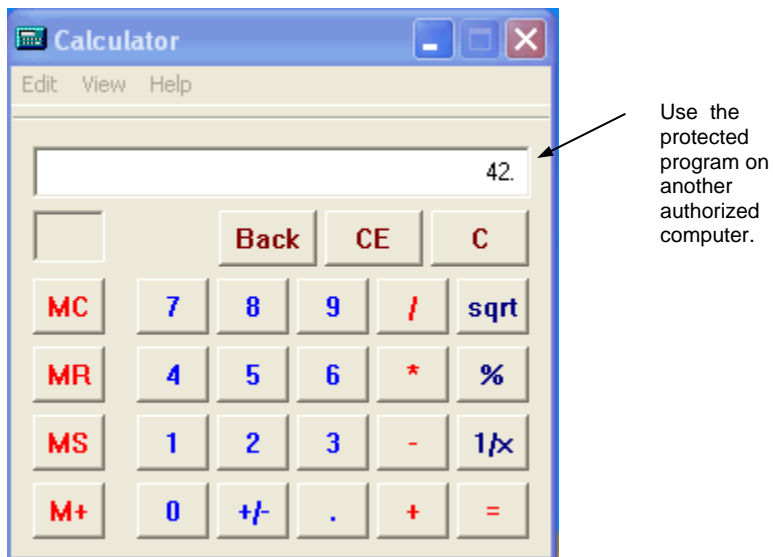 Calculator
Edit View Help
42.
Back CE C
MC 7 8 9 / sqrt
MR 4 5 6 * %
MS 1 2 3 - 1/x
M+ 0 +/- . + =
Use the
protected
program on
another
authorized
computer.